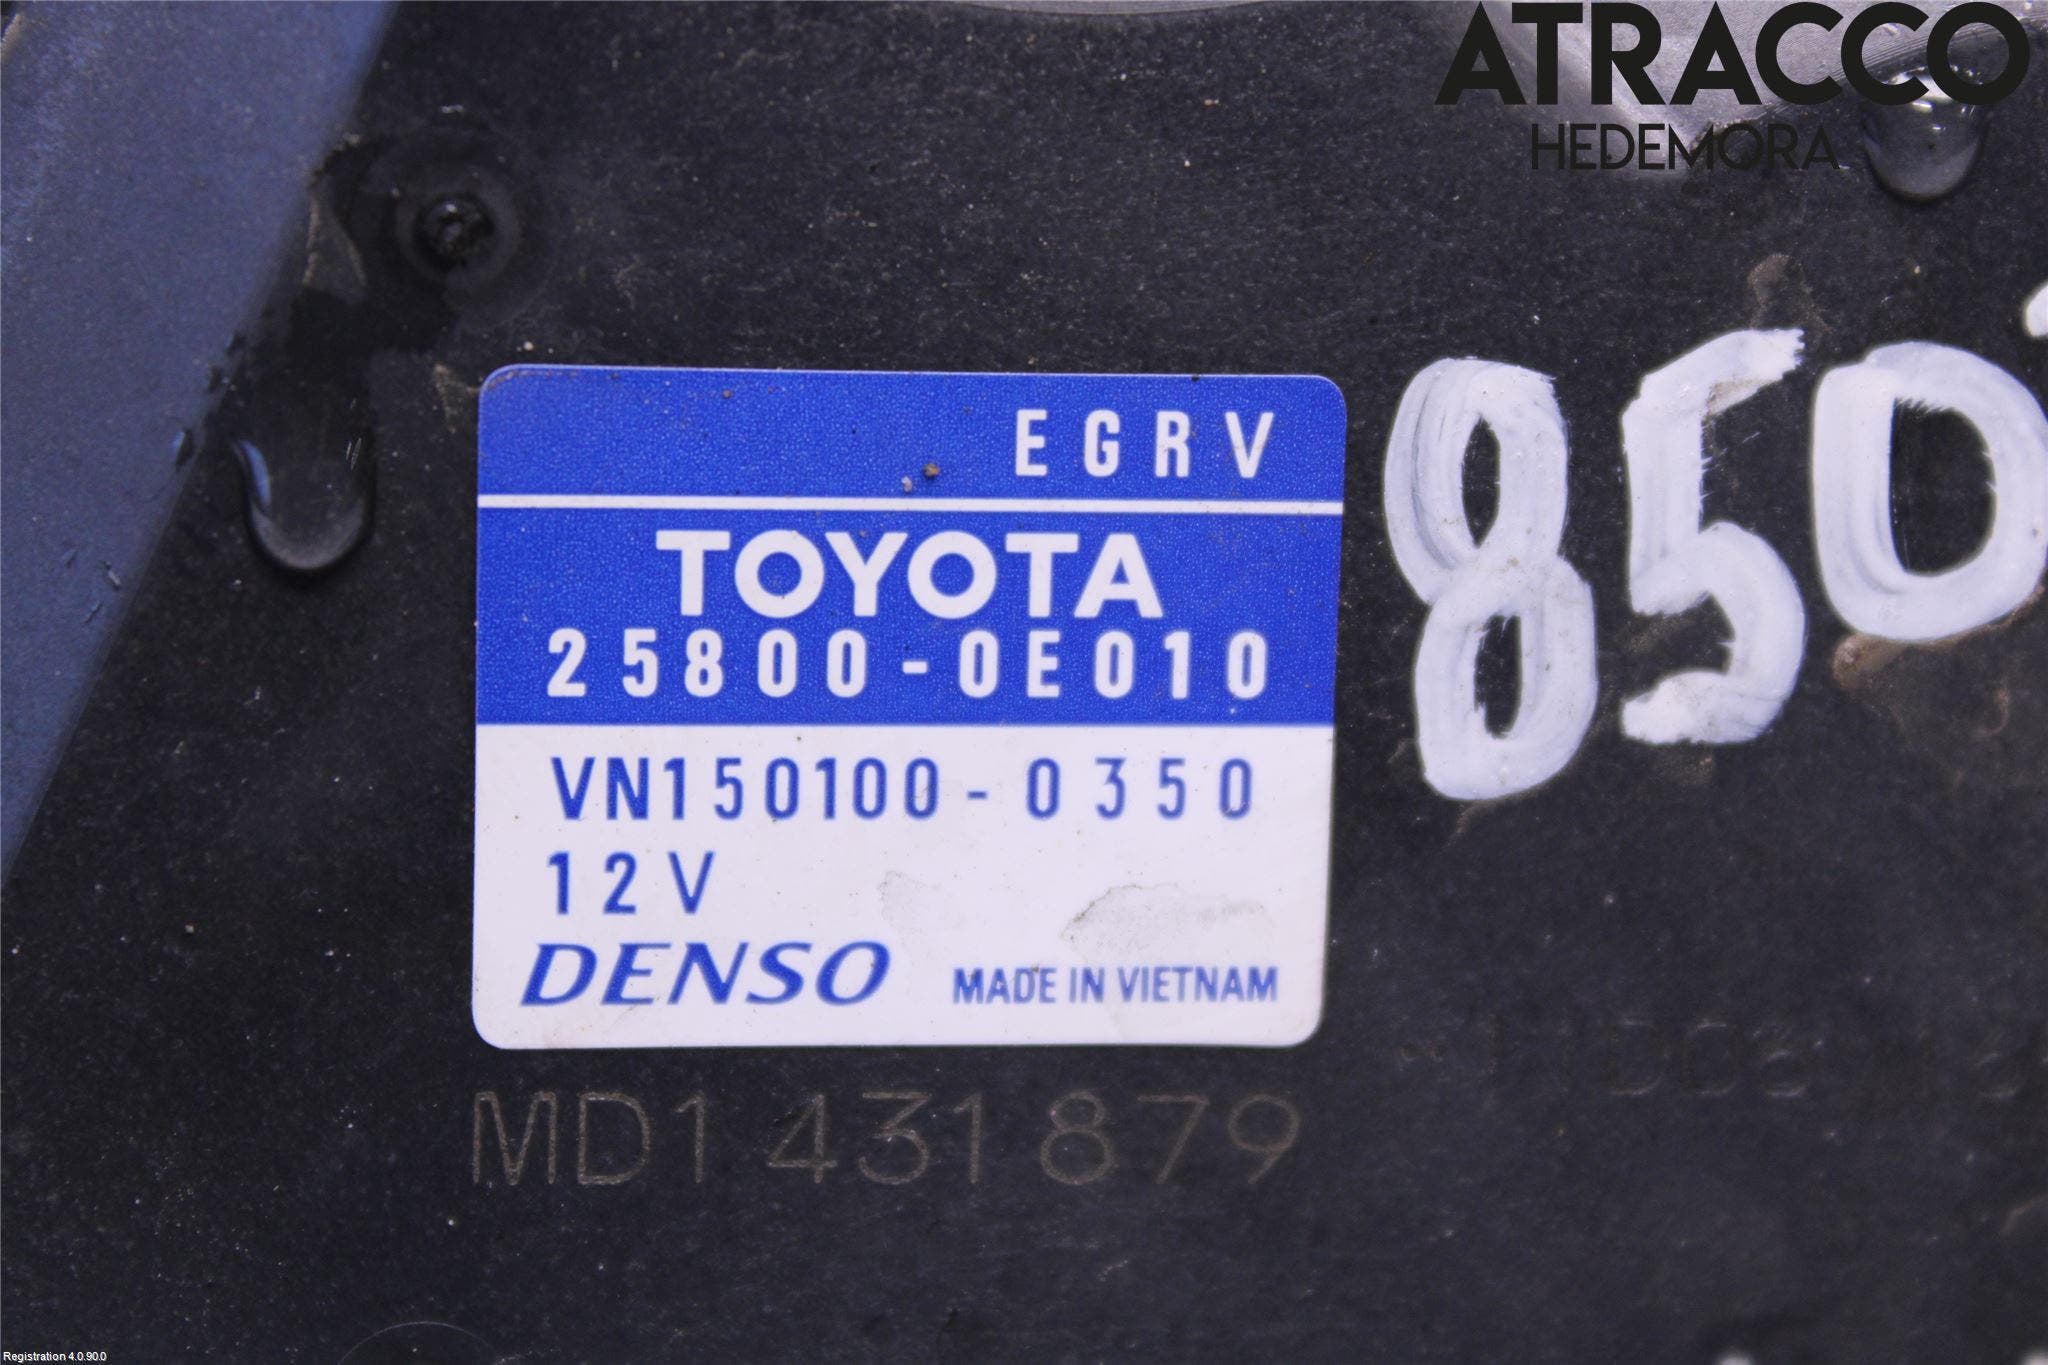 ATRACCO
HEDEMORA
850
EGRV
TOYOTA
25800-0E010
VN150100-0350
12V
DENSO MADE IN VIETNAM
MD1431879
Registration 4.0.90.0